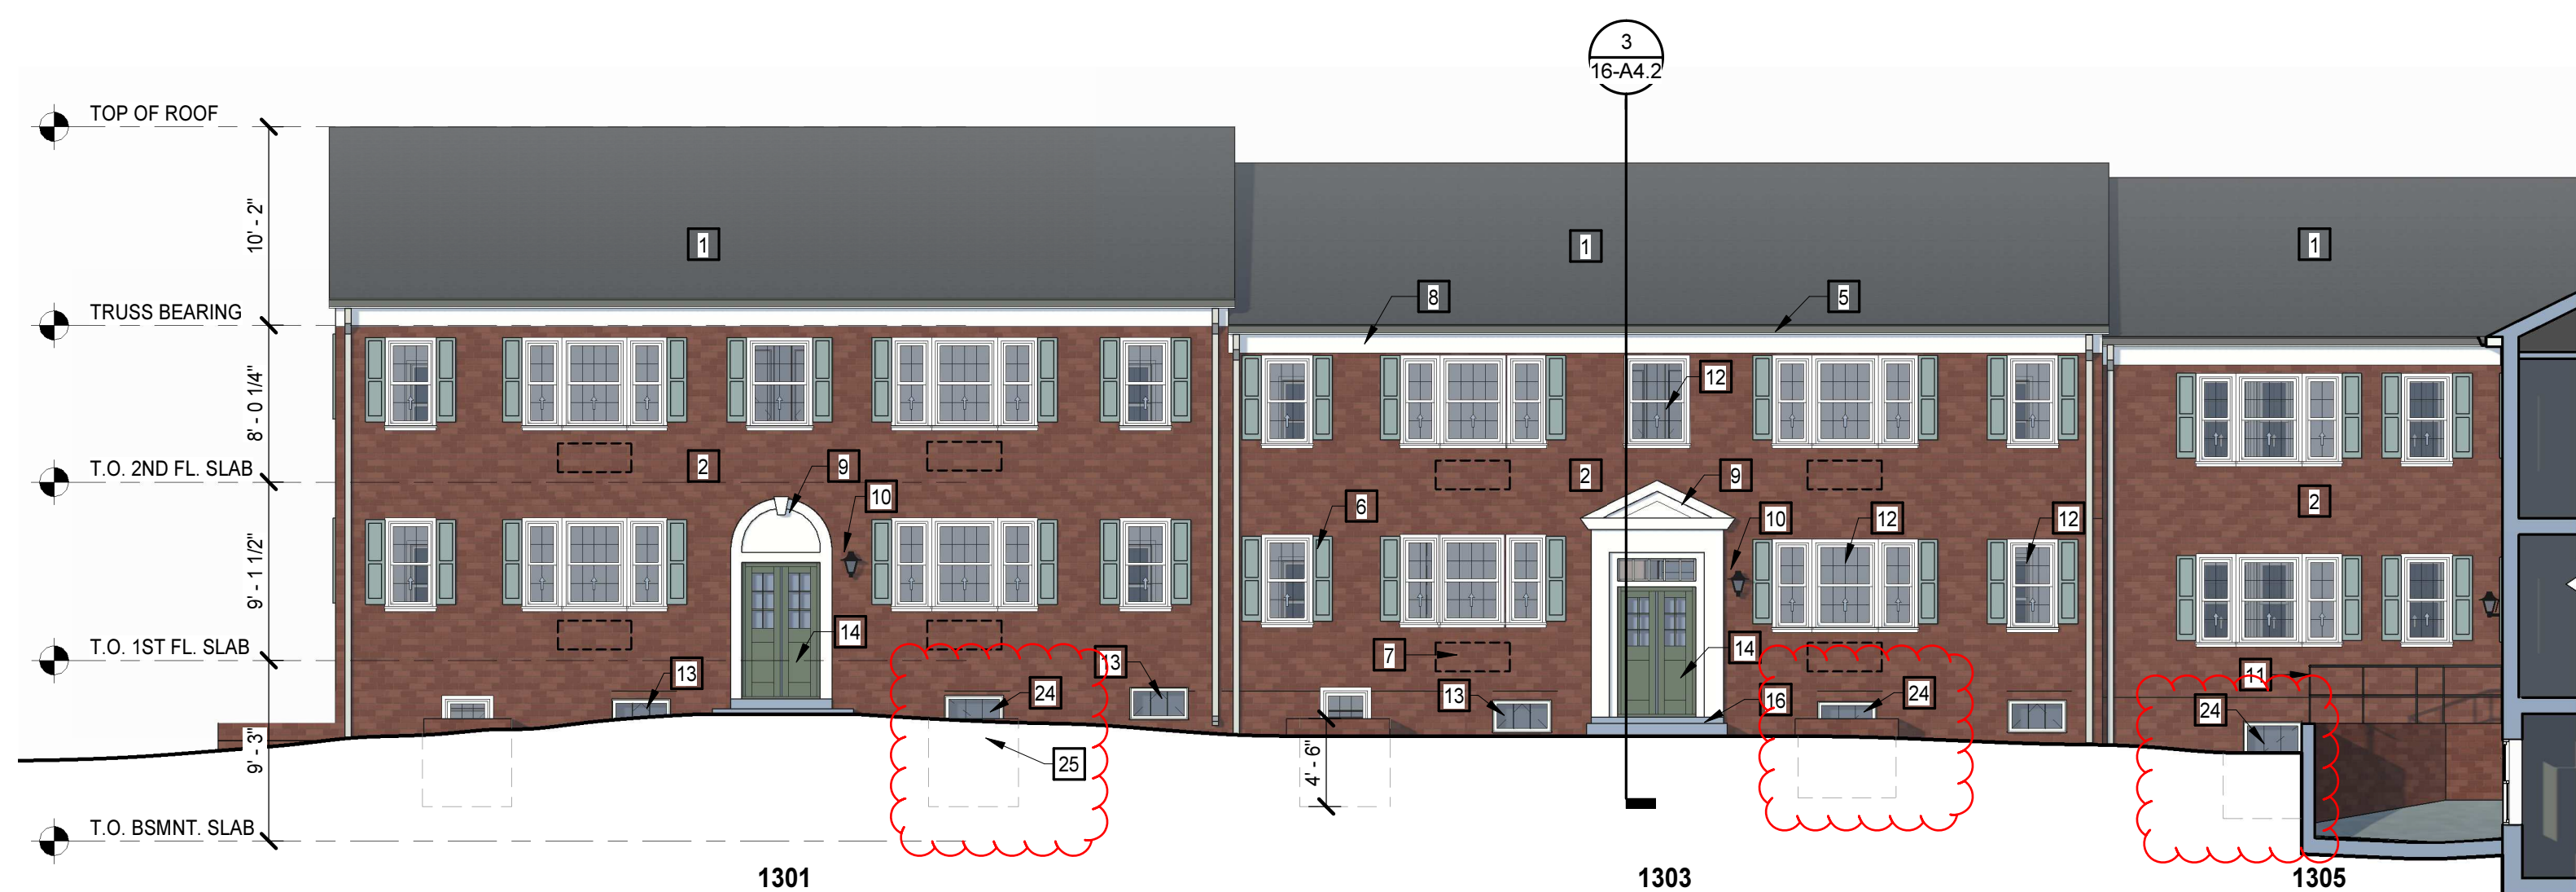 3
16-A4.2
TOP OF ROOF
10' - 2"
1
1
1
TRUSS BEARING
8
5
8' - 0 1/4"
12
T.O. 2ND FL. SLAB
2
9
10
2
9
2
6
10
12
12
9' - 1 1/2"
14
7
14
T.O. 1ST FL. SLAB
13
13
11
24
13
16
24
24
9' - 3"
25
4' - 6"
T.O. BSMNT. SLAB
1301
1303
1305